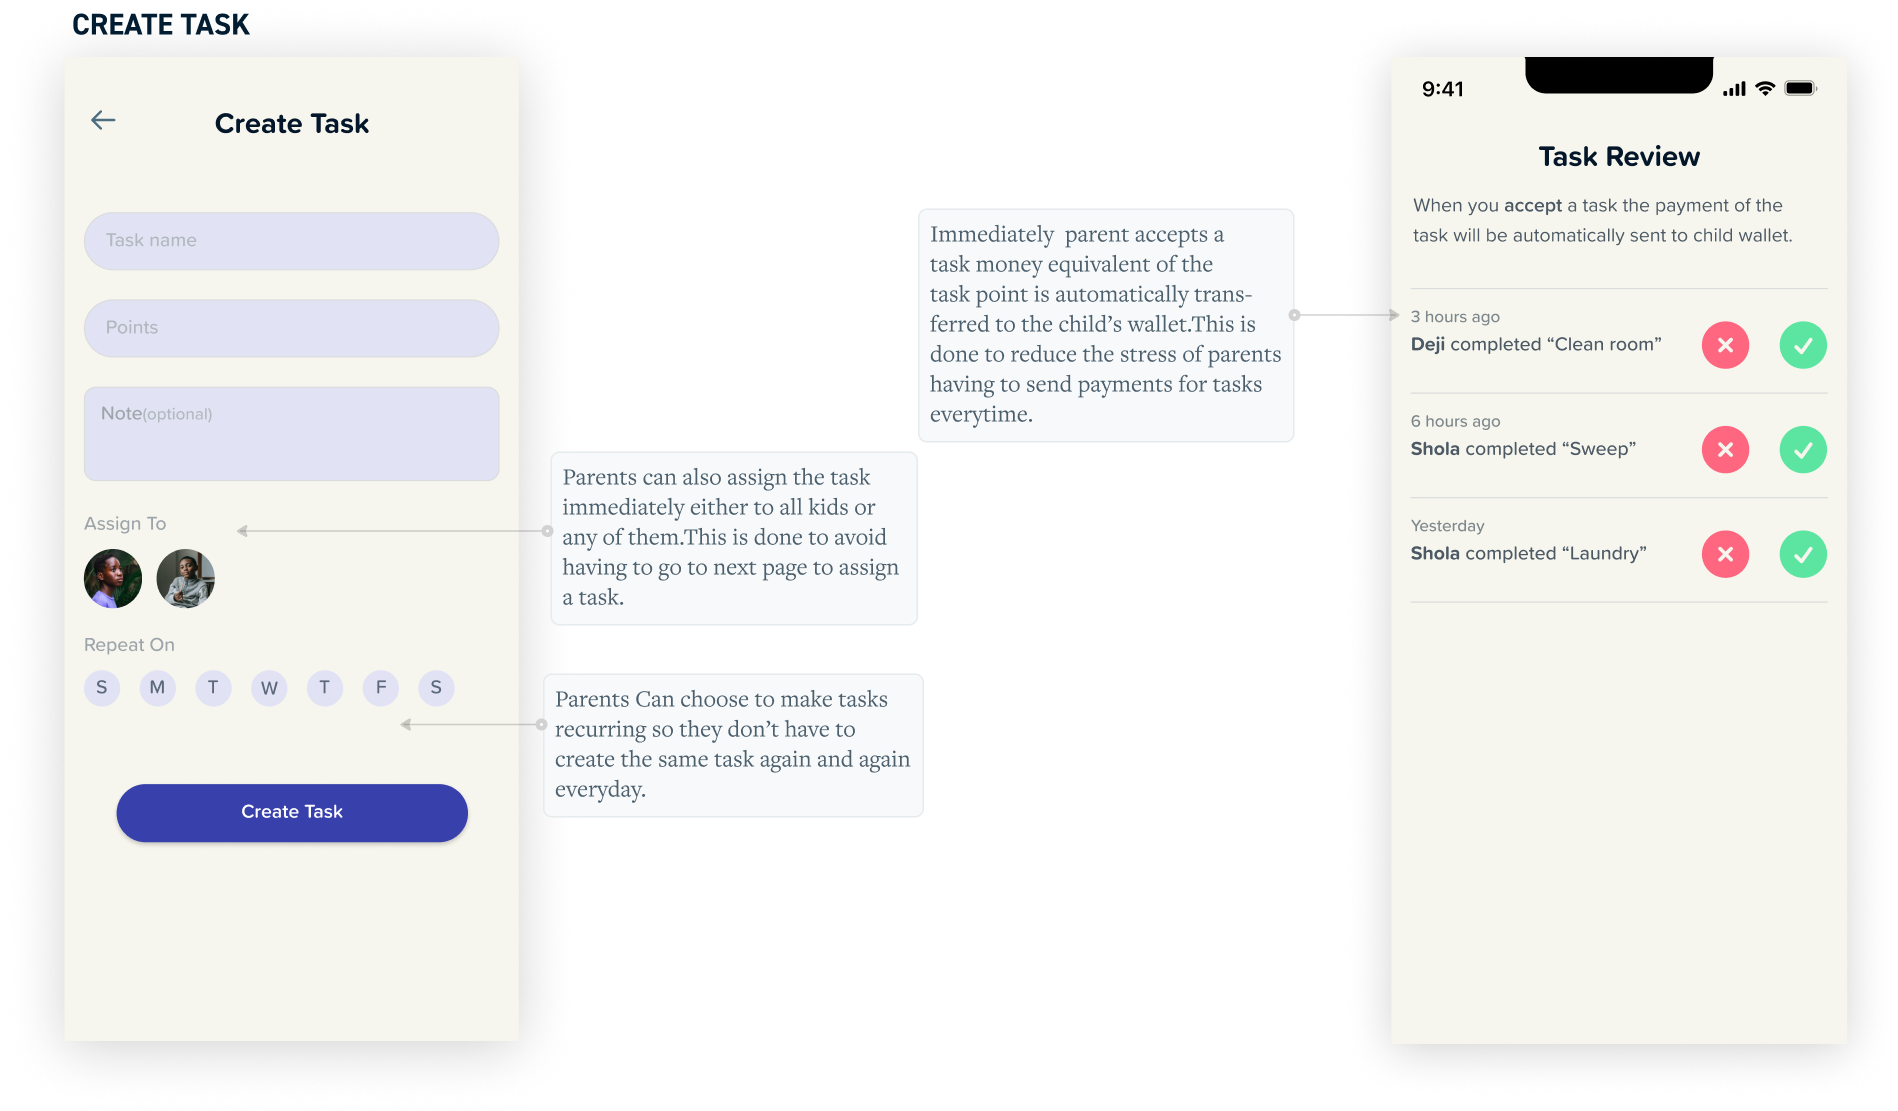 CREATE TASK
Create Task
Task name
Points
Note(optional)
Assign To
Repeat On
S M T W T F S
Create Task
Parents can also assign the task
immediately either to all kids or
any of them.This is done to avoid
having to go to next page to assign
a task.
Parents Can choose to make tasks
recurring so they don’t have to
create the same task again and again
everyday.
Immediately  parent accepts a
task money equivalent of the
task point is automatically trans-
ferred to the child’s wallet.This is
done to reduce the stress of parents
having to send payments for tasks
everytime.
9:41
Task Review
When you accept a task the payment of the
task will be automatically sent to child wallet.
3 hours ago
Deji completed “Clean room”
6 hours ago
Shola completed “Sweep”
Yesterday
Shola completed “Laundry”